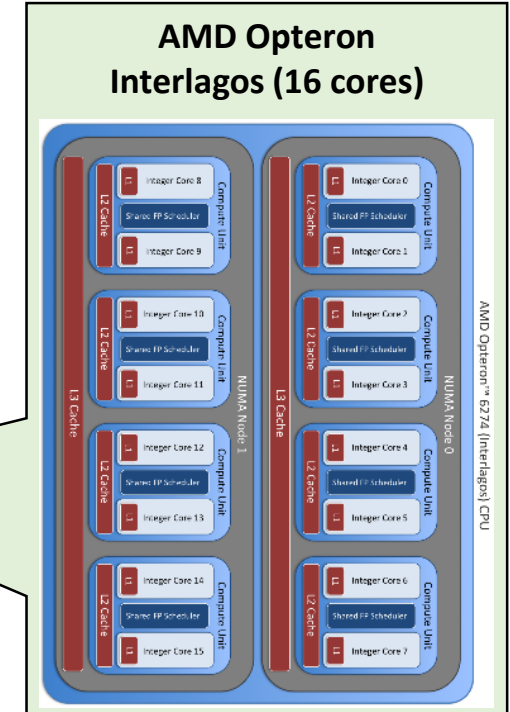 AMD Opteron
Interlagos (16 cores)
AMD Opteron™ 6274 (Interlagos) CPU
NUMA Node 1
L3 Cache
Compute Unit
L2 Cache
L1
Integer Core 8
Shared FP Scheduler
L1
Integer Core 9
Compute Unit
L2 Cache
L1
Integer Core 10
Shared FP Scheduler
L1
Integer Core 11
Compute Unit
L2 Cache
L1
Integer Core 12
Shared FP Scheduler
L1
Integer Core 13
Compute Unit
L2 Cache
L1
Integer Core 14
Shared FP Scheduler
L1
Integer Core 15
NUMA Node 0
L3 Cache
Compute Unit
L2 Cache
L1
Integer Core 0
Shared FP Scheduler
L1
Integer Core 1
Compute Unit
L2 Cache
L1
Integer Core 2
Shared FP Scheduler
L1
Integer Core 3
Compute Unit
L2 Cache
L1
Integer Core 4
Shared FP Scheduler
L1
Integer Core 5
Compute Unit
L2 Cache
L1
Integer Core 6
Shared FP Scheduler
L1
Integer Core 7